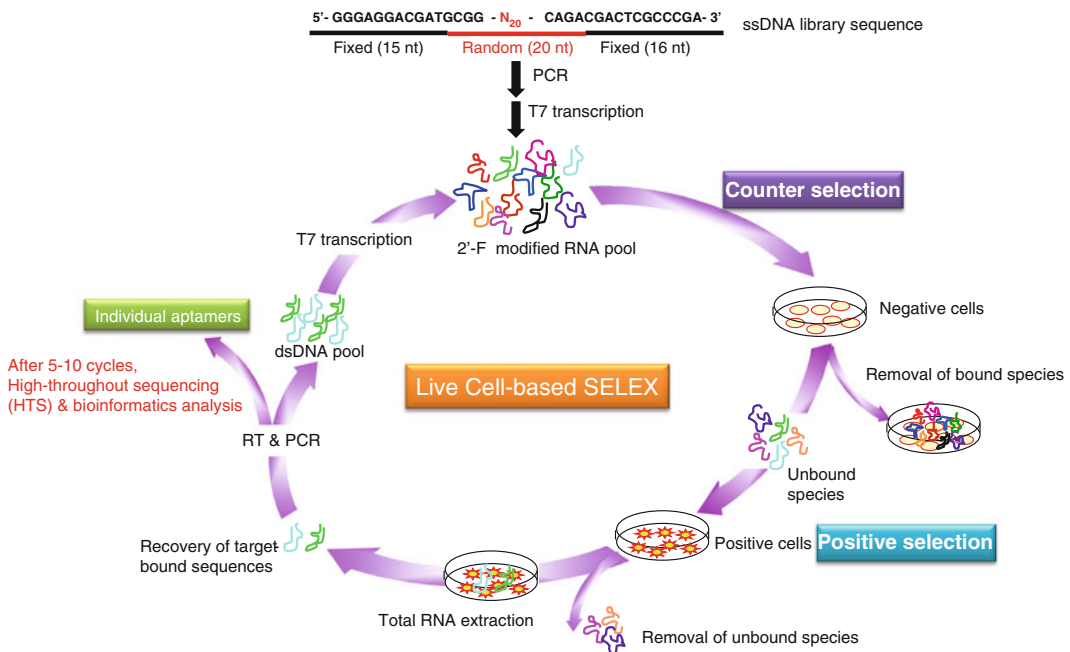 5'- GGGAGGACGATGCGG - N20 - CAGACGACTCGCCCGA- 3'
ssDNA library sequence
Fixed (15 nt)
Random (20 nt)
Fixed (16 nt)
PCR
T7 transcription
Counter selection
2'-F modified RNA pool
T7 transcription
Negative cells
Individual aptamers
dsDNA pool
After 5-10 cycles,
High-throughout sequencing
(HTS) & bioinformatics analysis
Live Cell-based SELEX
Removal of bound species
RT & PCR
Unbound
species
Positive cells
Positive selection
Recovery of target-
bound sequences
Total RNA extraction
Removal of unbound species